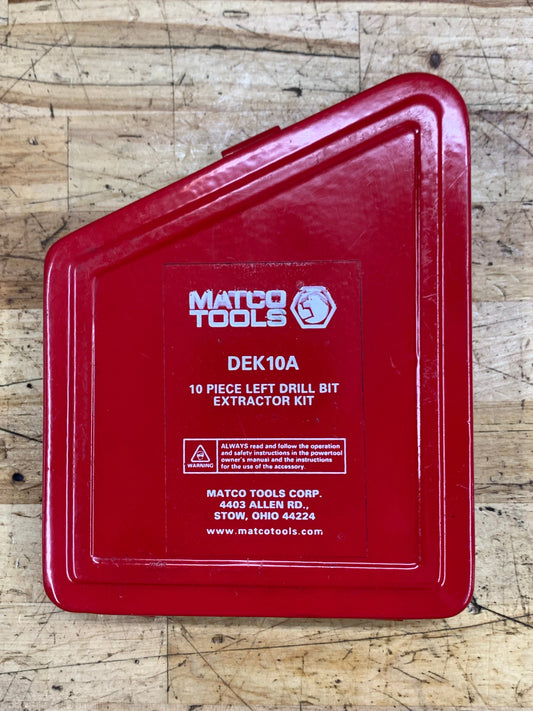 MATCO
TOOLS
DEK10A
10 PIECE LEFT DRILL BIT
EXTRACTOR KIT
WARNING
ALWAYS read and follow the operation
and safety instructions in the powertool
owner's manual and the instructions
for the use of the accessory.
MATCO TOOLS CORP.
4403 ALLEN RD.,
STOW, OHIO 44224
www.matcotools.com